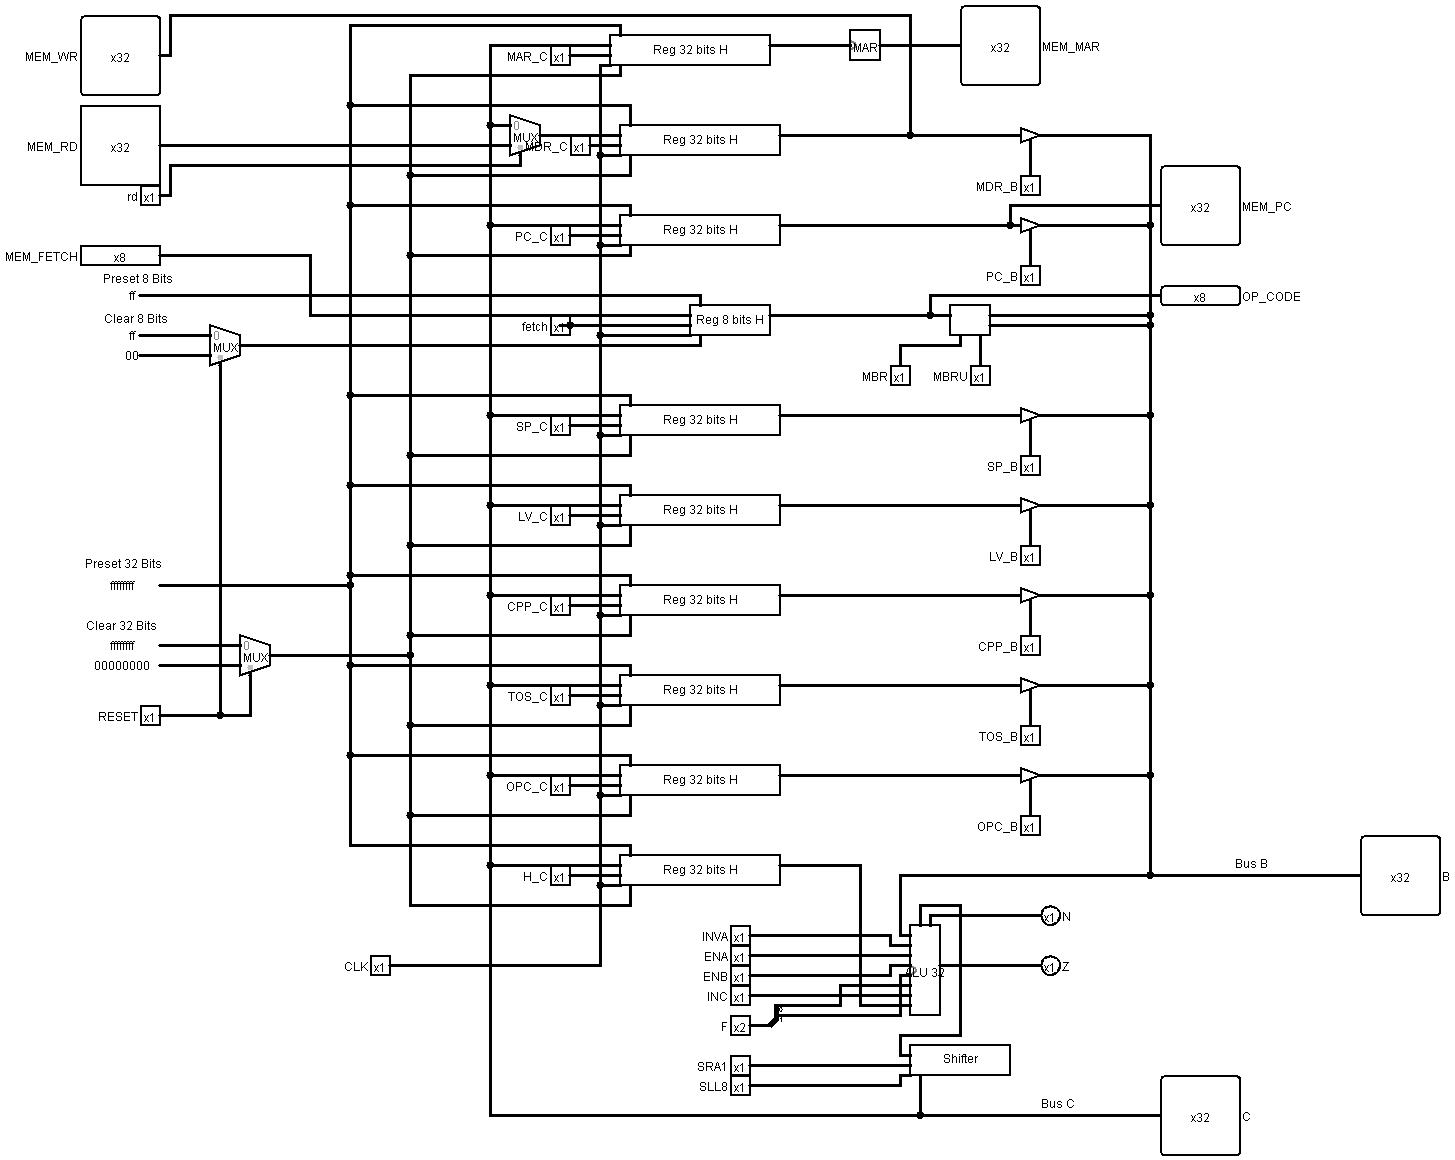 MEM_WR x32 MAR_C x1 Reg 32 bits H MAR x32 MEM_MAR
MEM_RD x32 0 MUX MDR_C x1 Reg 32 bits H
rd x1 MDR_B x1
x32 MEM_PC
PC_C x1 Reg 32 bits H
MEM_FETCH x8 PC_B x1
Preset 8 Bits
ff x8 OP_CODE
Clear 8 Bits fetch x1 Reg 8 bits H
ff 0
00 MUX
MBR x1 MBRU x1
SP_C x1 Reg 32 bits H
SP_B x1
LV_C x1 Reg 32 bits H
LV_B x1
Preset 32 Bits
ffffffff
CPP_C x1 Reg 32 bits H
Clear 32 Bits
ffffffff 0 CPP_B x1
00000000 MUX
TOS_C x1 Reg 32 bits H
RESET x1
TOS_B x1
OPC_C x1 Reg 32 bits H
OPC_B x1
Bus B
H_C x1 Reg 32 bits H x32 B
x1 N
INVA x1
ENA x1
CLK x1 x1 Z
ENB x1 ALU 32
INC x1
F x2
SRA1 x1 Shifter
SLL8 x1
Bus C
x32 C